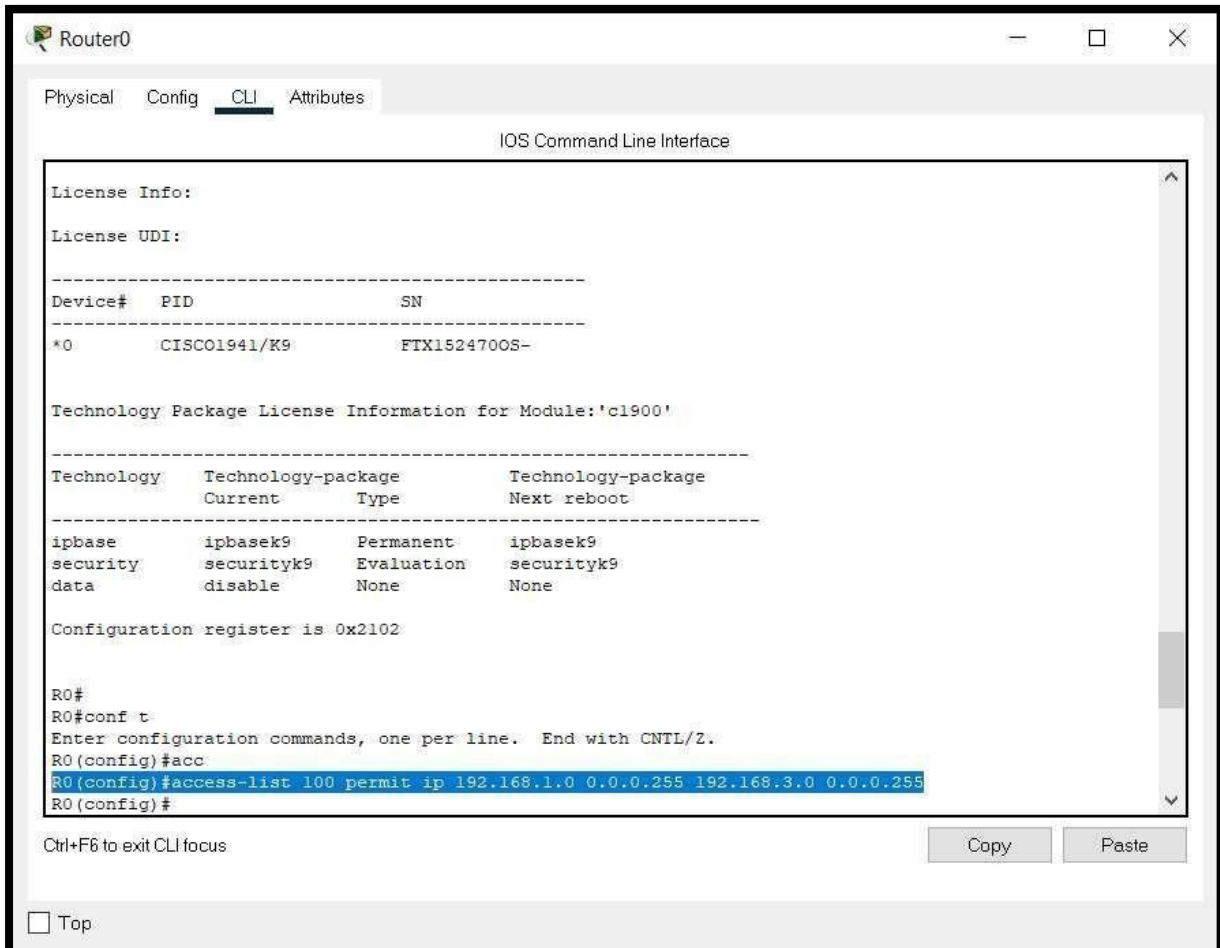 Router0
Physical Config CLI Attributes
IOS Command Line Interface
License Info:
License UDI:
-------------------------------------------------
Device# PID SN
-------------------------------------------------
*0 CISCO1941/K9 FTX152470OS-
Technology Package License Information for Module:'c1900'
----------------------------------------------------------------
Technology Technology-package Technology-package
Current Type Next reboot
-----------------------------------------------------------------
ipbase ipbasek9 Permanent ipbasek9
security securityk9 Evaluation securityk9
data disable None None
Configuration register is 0x2102
R0#
R0#conf t
Enter configuration commands, one per line. End with CNTL/Z.
R0(config)#acc
R0(config)#access-list 100 permit ip 192.168.1.0 0.0.0.255 192.168.3.0 0.0.0.255
R0(config)#
Ctrl+F6 to exit CLI focus
Copy Paste
Top